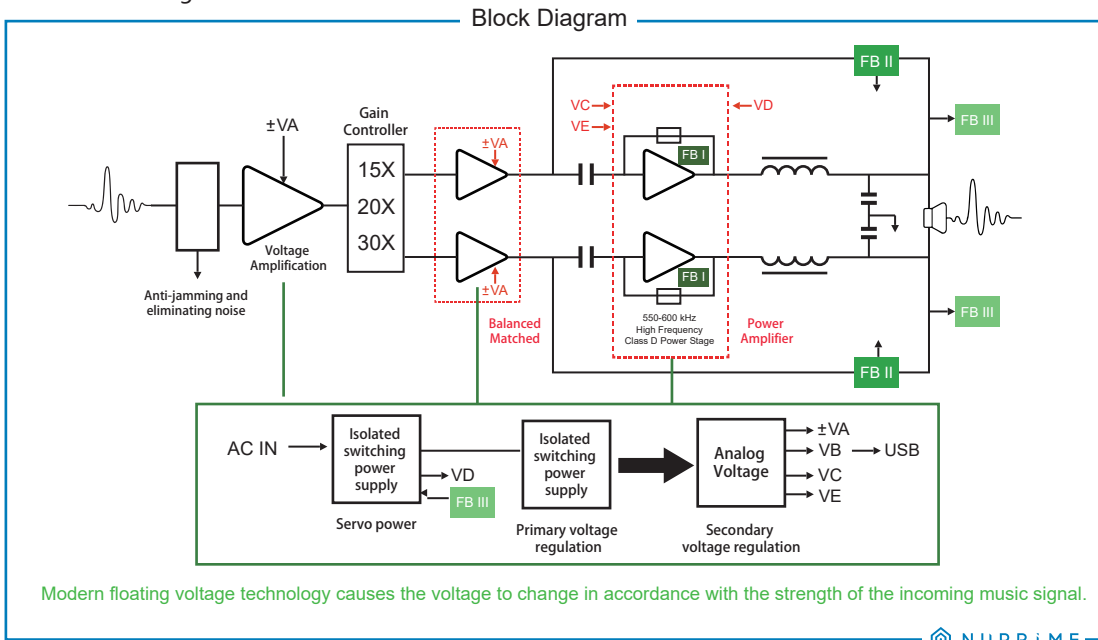 Block Diagram
±VA
Gain
Controller
15X
20X
30X
Voltage
Amplification
Anti-jamming and
eliminating noise
±VA
±VA
Balanced
Matched
VC
VE
VD
FB I
FB I
550-600 kHz
High Frequency
Class D Power Stage
Power
Amplifier
FB II
FB III
FB III
FB II
AC IN
Isolated
switching
power
supply
VD
FB III
Servo power
Isolated
switching
power
supply
Primary voltage
regulation
Analog
Voltage
Secondary
voltage regulation
±VA
VB
USB
VC
VE
Modern floating voltage technology causes the voltage to change in accordance with the strength of the incoming music signal.
NUPRiME